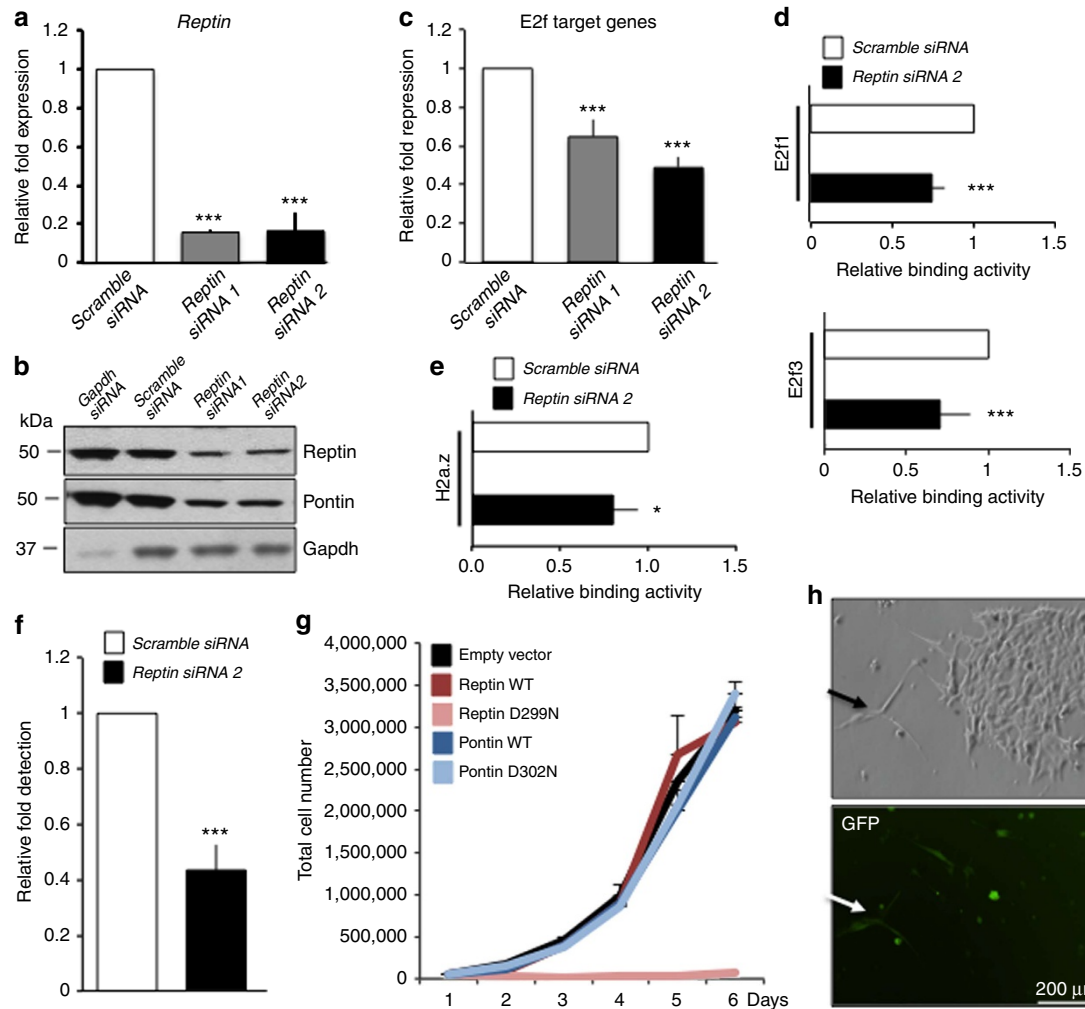 a
Reptin
1.2
1
0.8
0.6
0.4
0.2
0
Relative fold expression
***
***
Scramble siRNA
Reptin siRNA 1
Reptin siRNA 2
c
E2f target genes
1.2
1
0.8
0.6
0.4
0.2
0
Relative fold repression
***
***
Scramble siRNA
Reptin siRNA 1
Reptin siRNA 2
d
Scramble siRNA
Reptin siRNA 2
E2f1
***
0 0.5 1 1.5
Relative binding activity
E2f3
***
0 0.5 1 1.5
Relative binding activity
b
Gapdh siRNA
Scramble siRNA
Reptin siRNA1
Reptin siRNA2
kDa
50
Reptin
50
Pontin
37
Gapdh
e
Scramble siRNA
Reptin siRNA 2
H2a.z
*
0.0 0.5 1.0 1.5
Relative binding activity
f
Scramble siRNA
Reptin siRNA 2
1.2
1
0.8
0.6
0.4
0.2
0
Relative fold detection
***
g
4,000,000
3,500,000
3,000,000
2,500,000
2,000,000
1,500,000
1,000,000
500,000
0
Total cell number
Empty vector
Reptin WT
Reptin D299N
Pontin WT
Pontin D302N
1 2 3 4 5 6 Days
h
GFP
200 μm